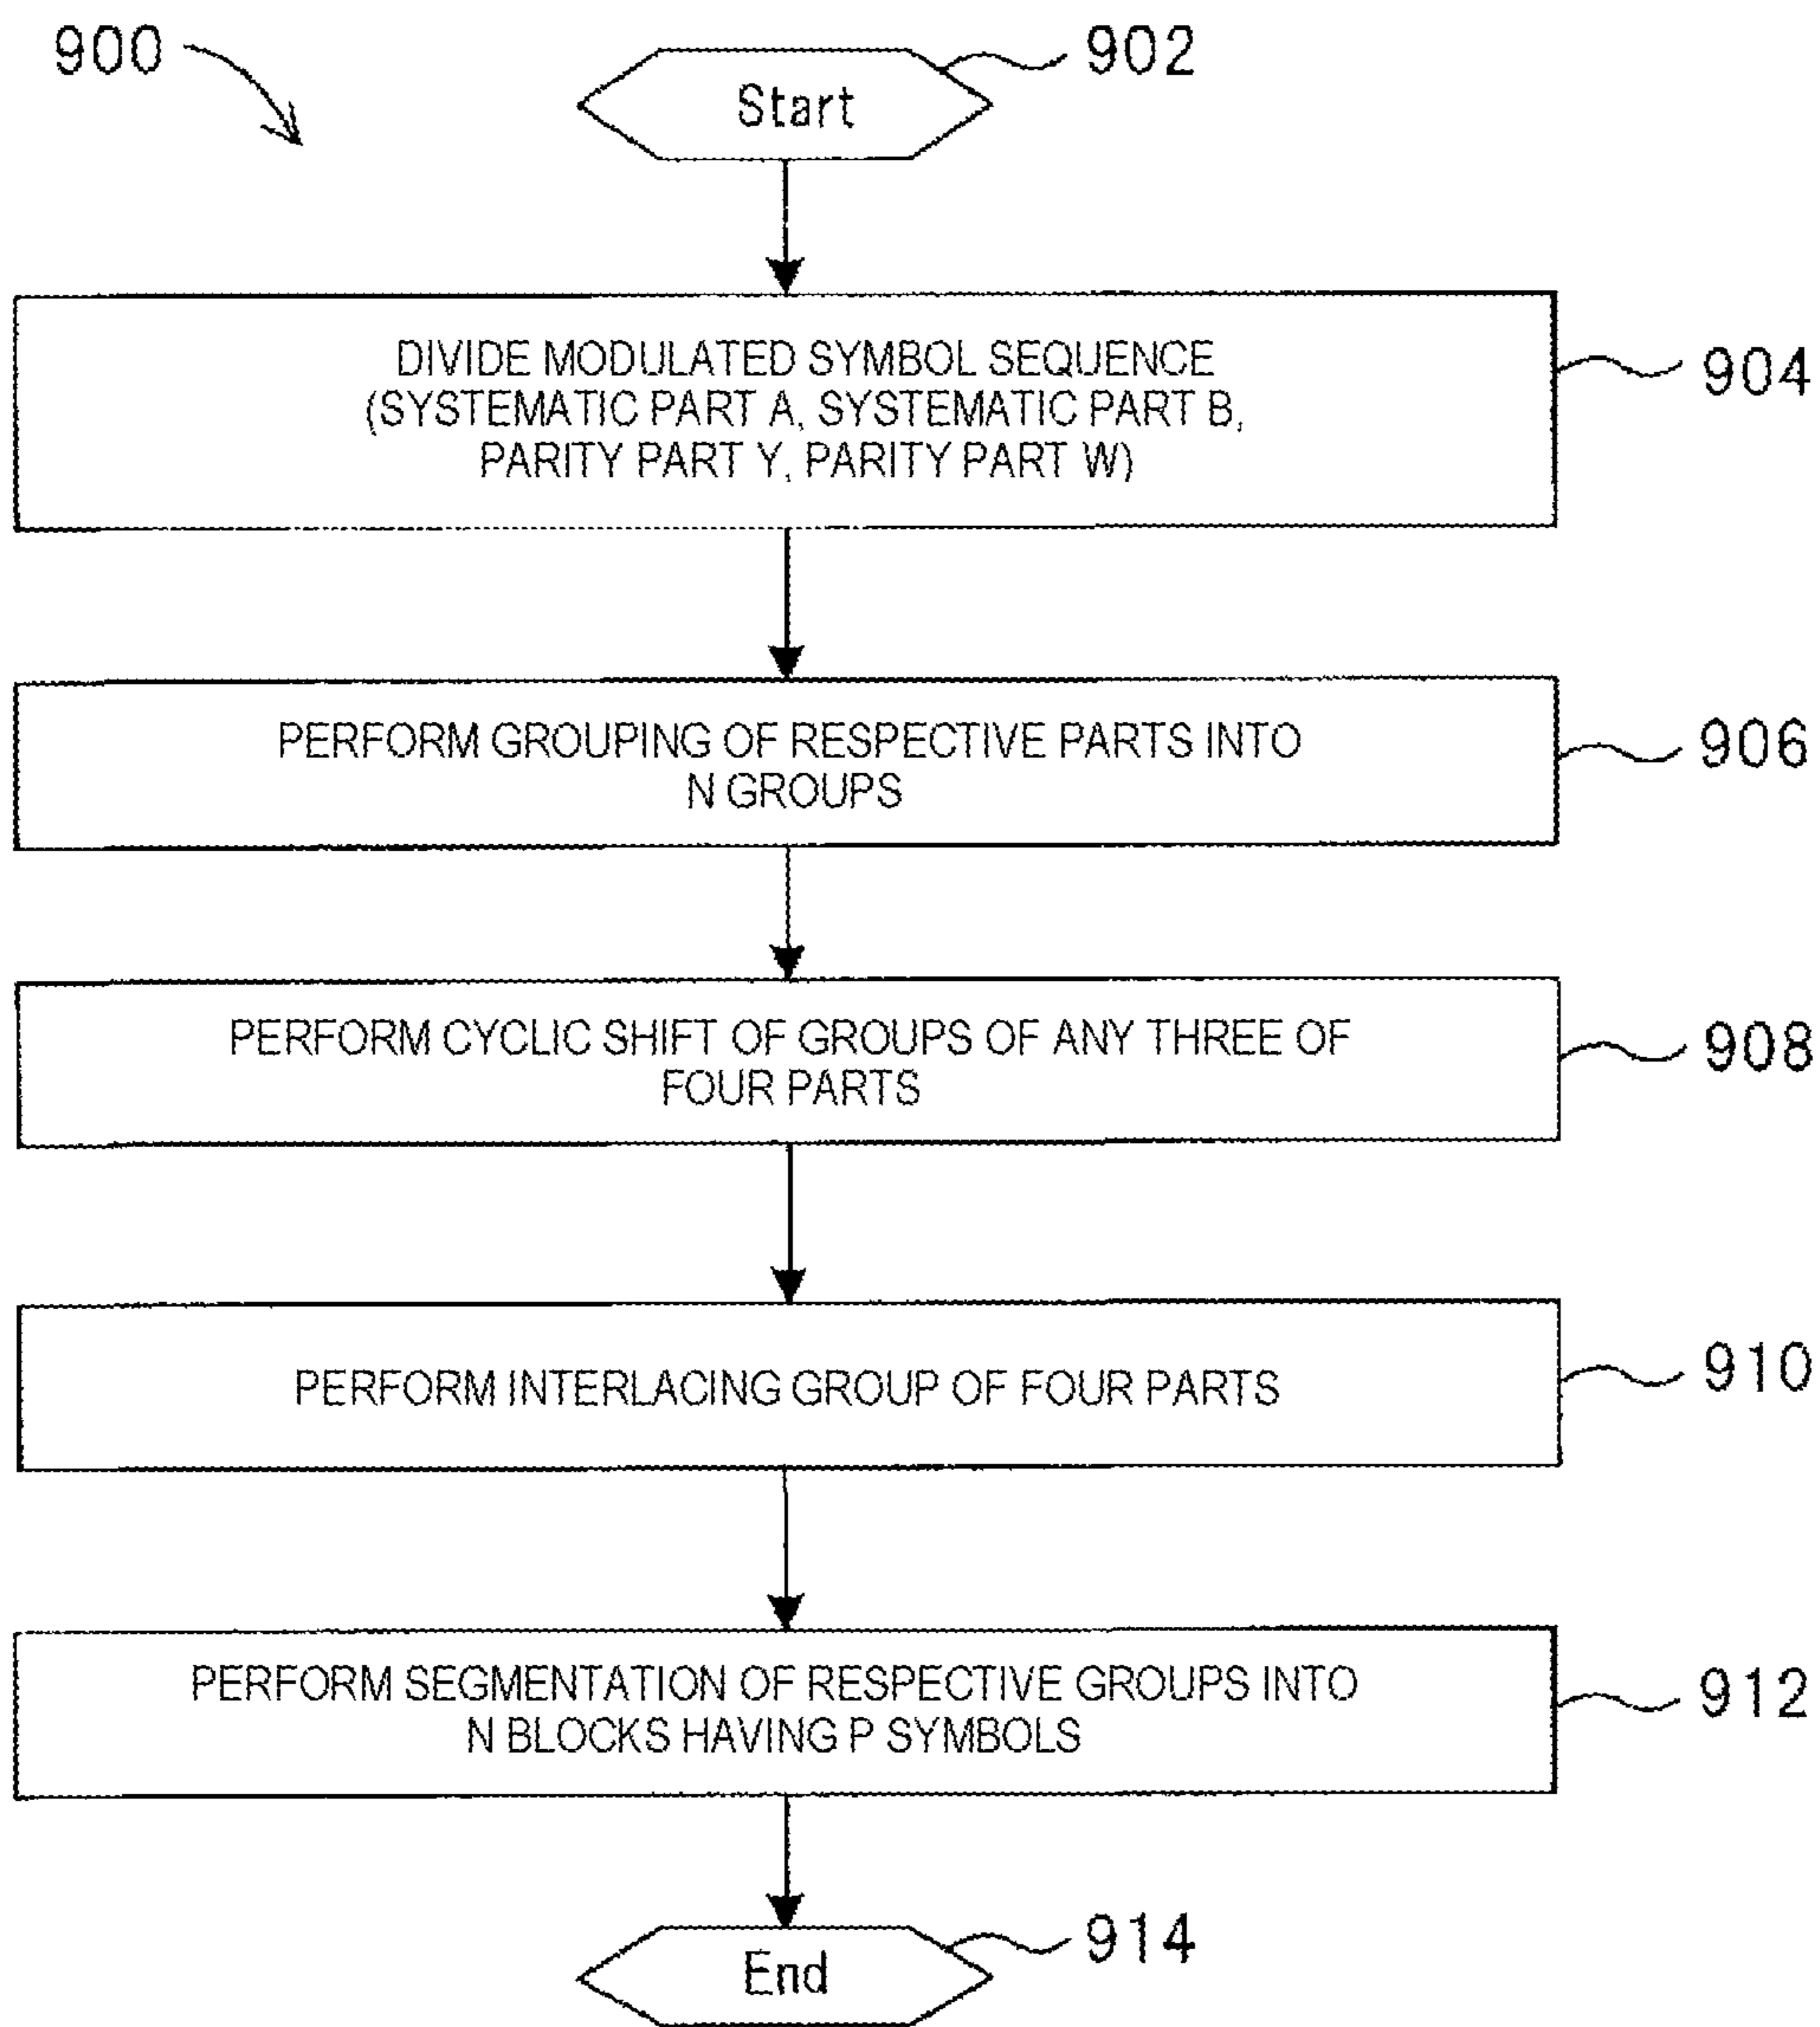 900
902
Start
DIVIDE MODULATED SYMBOL SEQUENCE
(SYSTEMATIC PART A, SYSTEMATIC PART B,
PARITY PART Y, PARITY PART W)
904
PERFORM GROUPING OF RESPECTIVE PARTS INTO
N GROUPS
906
PERFORM CYCLIC SHIFT OF GROUPS OF ANY THREE OF
FOUR PARTS
908
PERFORM INTERLACING GROUP OF FOUR PARTS
910
PERFORM SEGMENTATION OF RESPECTIVE GROUPS INTO
N BLOCKS HAVING P SYMBOLS
912
End
914